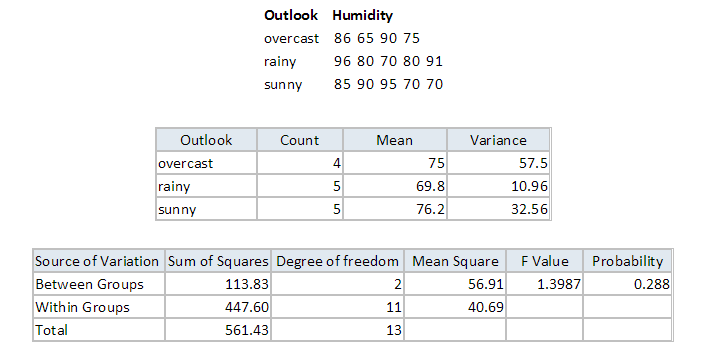 Outlook Humidity
overcast 86 65 90 75
rainy 96 80 70 80 91
sunny 85 90 95 70 70
Outlook Count Mean Variance
overcast 4 75 57.5
rainy 5 69.8 10.96
sunny 5 76.2 32.56
Source of Variation Sum of Squares Degree of freedom Mean Square F Value Probability
Between Groups 113.83 2 56.91 1.3987 0.288
Within Groups 447.60 11 40.69
Total 561.43 13